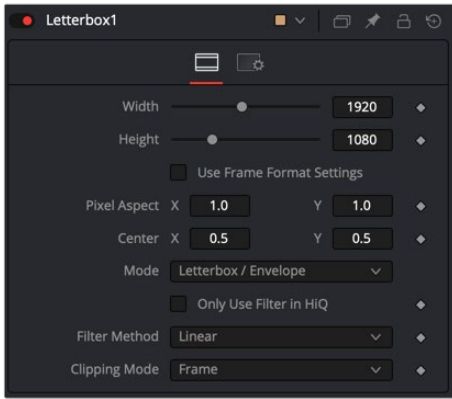 Letterbox1
Width 1920
Height 1080
Use Frame Format Settings
Pixel Aspect X 1.0 Y 1.0
Center X 0.5 Y 0.5
Mode Letterbox / Envelope
Only Use Filter in HiQ
Filter Method Linear
Clipping Mode Frame